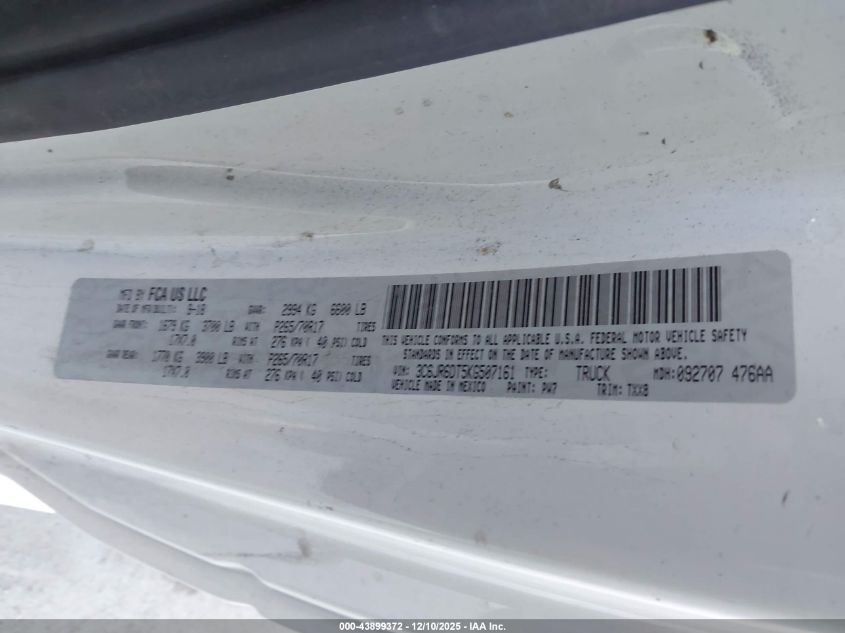 MFD BY FCA US LLC
DATE OF MFR(BUILT): 9-18 GVWR: 2994 KG 6600 LB
GAWR FRONT: 1679 KG 3700 LB WITH P265/70R17 TIRES
17X7.0 RIMS AT 276 KPA ( 40 PSI) COLD
GAWR REAR: 1770 KG 3900 LB WITH P265/70R17 TIRES
17X7.0 RIMS AT 276 KPA ( 40 PSI) COLD
THIS VEHICLE CONFORMS TO ALL APPLICABLE U.S.A. FEDERAL MOTOR VEHICLE SAFETY
STANDARDS IN EFFECT ON THE DATE OF MANUFACTURE SHOWN ABOVE.
VIN: 3C6JR6DT5KG507161 TYPE: TRUCK MDH:092707 476AA
VEHICLE MADE IN MEXICO PAINT: PW7 TRIM: TXX8
000-43899372 — 12/10/2025 - IAA Inc.